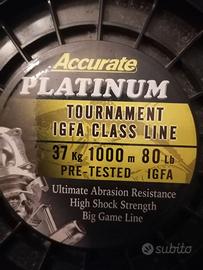 Accurate
PLATINUM
TOURNAMENT
IGFA CLASS LINE
37 Kg 1000 m 80 Lb
PRE-TESTED IGFA
Ultimate Abrasion Resistance
High Shock Strength
Big Game Line
subito